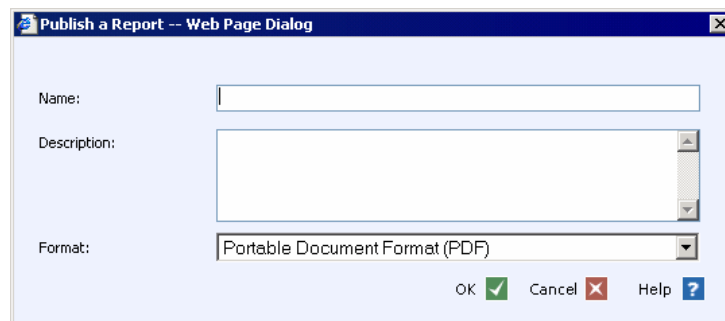 Publish a Report -- Web Page Dialog
Name:
Description:
Format:
Portable Document Format (PDF)
OK Cancel Help ?